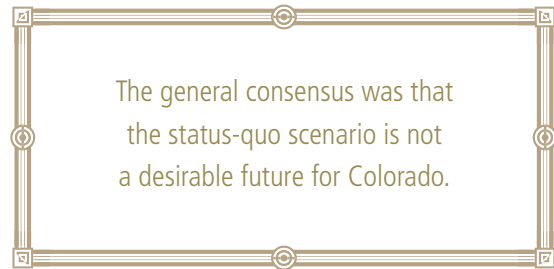 The general consensus was that
the status-quo scenario is not
a desirable future for Colorado.